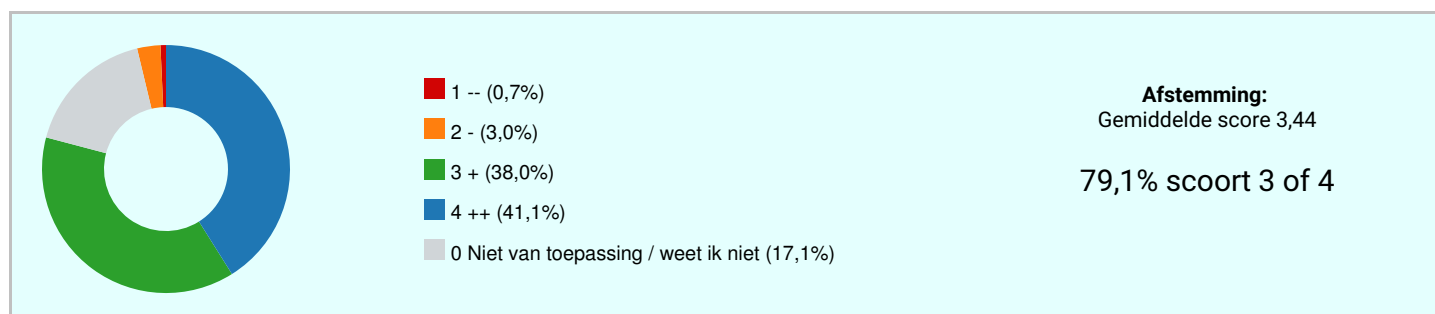 1 -- (0,7%)
2 - (3,0%)
3 + (38,0%)
4 ++ (41,1%)
0 Niet van toepassing / weet ik niet (17,1%)
Afstemming:
Gemiddelde score 3,44
79,1% scoort 3 of 4